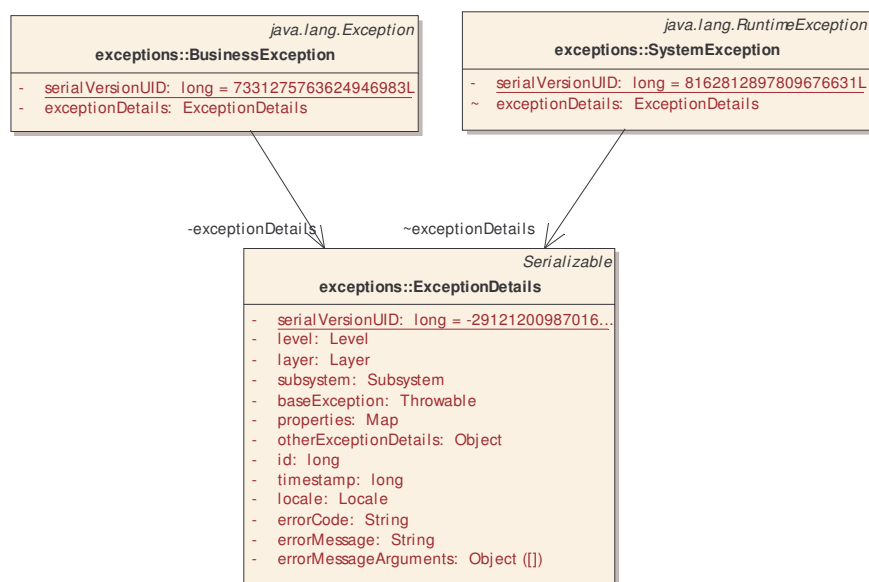 java.lang.Exception
exceptions::BusinessException
- serialVersionUID: long = 7331275763624946983L
- exceptionDetails: ExceptionDetails
java.lang.RuntimeException
exceptions::SystemException
- serialVersionUID: long = 8162812897809676631L
~ exceptionDetails: ExceptionDetails
-exceptionDetails
~exceptionDetails
Serializable
exceptions::ExceptionDetails
- serialVersionUID: long = -29121200987016...
- level: Level
- layer: Layer
- subsystem: Subsystem
- baseException: Throwable
- properties: Map
- otherExceptionDetails: Object
- id: long
- timestamp: long
- locale: Locale
- errorCode: String
- errorMessage: String
- errorMessageArguments: Object ([])